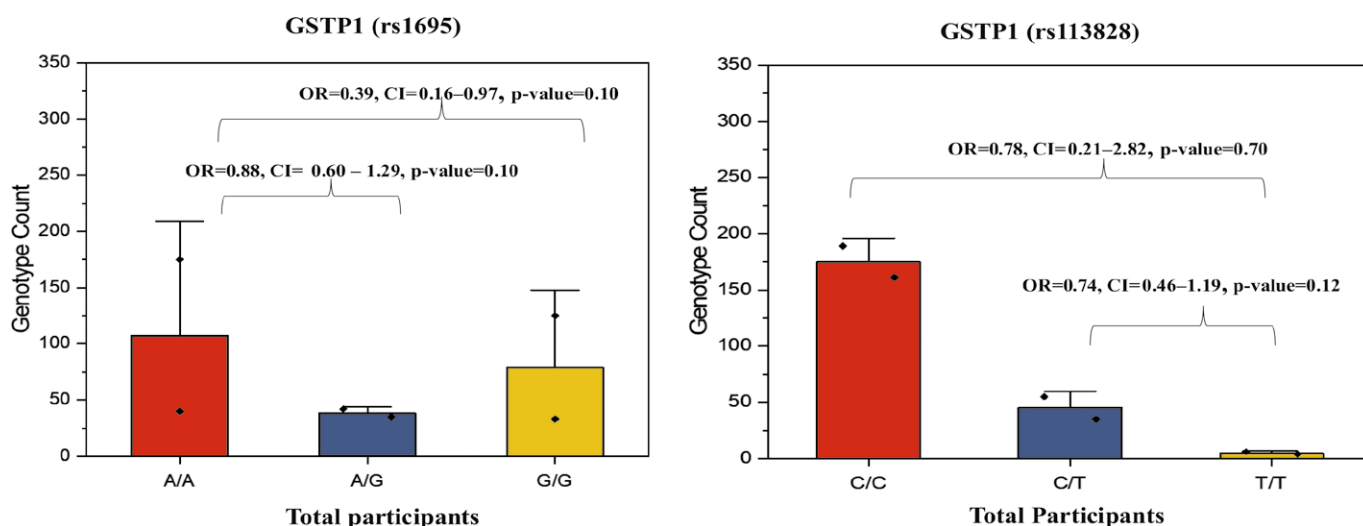 GSTP1 (rs1695)
350
300
250
200
150
100
50
0
Genotype Count
OR=0.39, CI=0.16–0.97, p-value=0.10
OR=0.88, CI= 0.60 – 1.29, p-value=0.10
A/A A/G G/G
Total participants
GSTP1 (rs113828)
350
300
250
200
150
100
50
0
Genotype Count
OR=0.78, CI=0.21–2.82, p-value=0.70
OR=0.74, CI=0.46–1.19, p-value=0.12
C/C C/T T/T
Total Participants